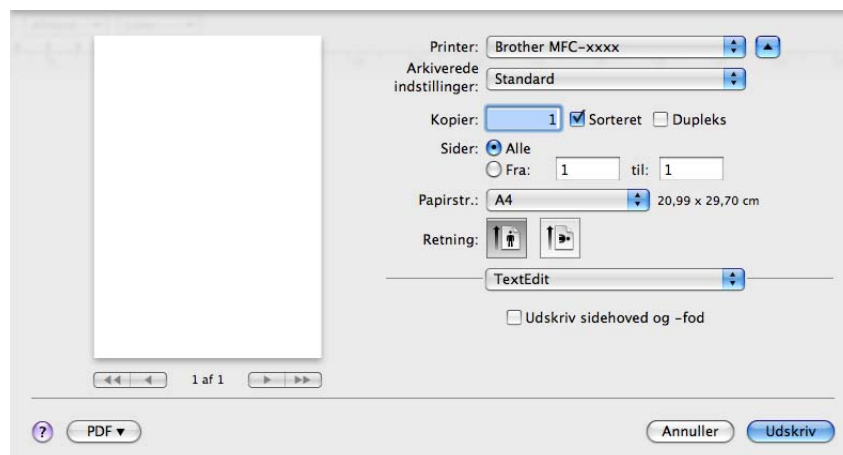 Printer: Brother MFC-xxxx
Arkiverede
indstillinger: Standard
Kopier: 1 Sorteret Dupleks
Sider: Alle
Fra: 1 til: 1
Papirstr.: A4 20,99 x 29,70 cm
Retning:
TextEdit
Udskriv sidehoved og -fod
1 af 1
? PDF ▾ Annuller Udskriv